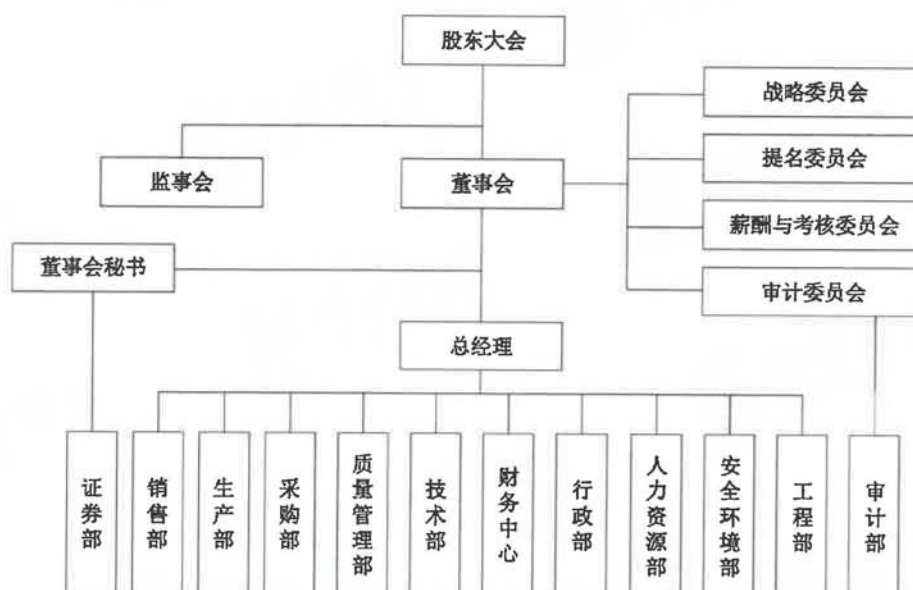 股东大会
战略委员会
提名委员会
监事会
董事会
薪酬与考核委员会
董事会秘书
审计委员会
总经理
证券部
销售部
生产部
采购部
质量管理部
技术部
财务中心
行政部
人力资源部
安全环境部
工程部
审计部